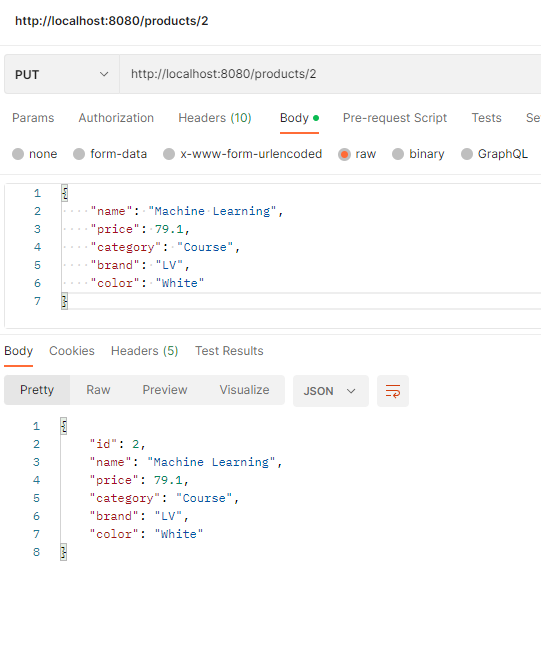 http://localhost:8080/products/2
PUT http://localhost:8080/products/2
Params Authorization Headers (10) Body Pre-request Script Tests Se
none form-data x-www-form-urlencoded raw binary GraphQL
1 {
2 "name": "Machine Learning",
3 "price": 79.1,
4 "category": "Course",
5 "brand": "LV",
6 "color": "White"
7 }
Body Cookies Headers (5) Test Results
Pretty Raw Preview Visualize JSON
1 {
2 "id": 2,
3 "name": "Machine Learning",
4 "price": 79.1,
5 "category": "Course",
6 "brand": "LV",
7 "color": "White"
8 }